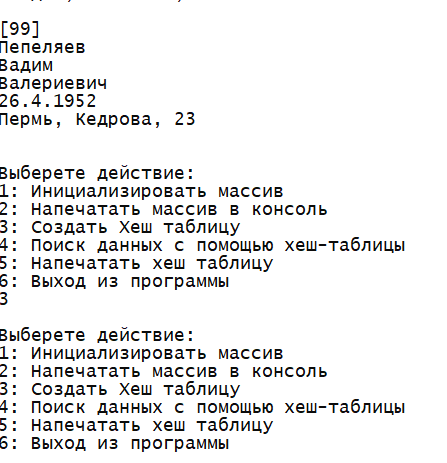 [99]
Пепеляев
Вадим
Валериевич
26.4.1952
Пермь, Кедрова, 23
Выберете действие:
1: Инициализировать массив
2: Напечатать массив в консоль
3: Создать Хеш таблицу
4: Поиск данных с помощью хеш-таблицы
5: Напечатать хеш таблицу
6: Выход из программы
3
Выберете действие:
1: Инициализировать массив
2: Напечатать массив в консоль
3: Создать Хеш таблицу
4: Поиск данных с помощью хеш-таблицы
5: Напечатать хеш таблицу
6: Выход из программы